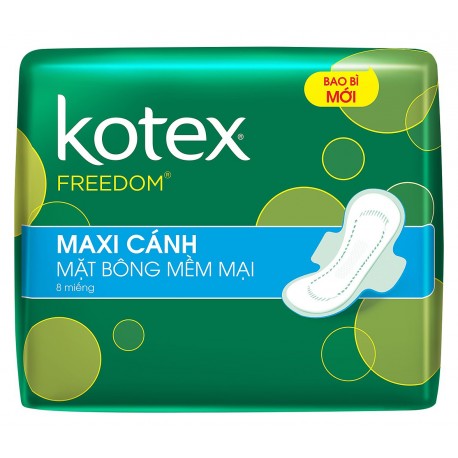 BAO BÌ
MỚI
kotex®
FREEDOM®
MAXI CÁNH
MẶT BÔNG MỀM MẠI
8 miếng